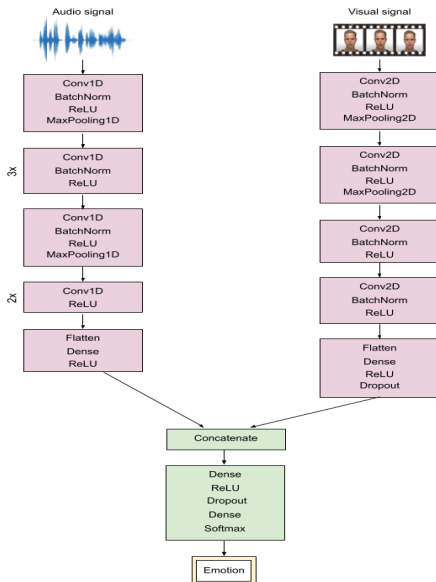 Audio signal
Conv1D
BatchNorm
ReLU
MaxPooling1D
3x
Conv1D
BatchNorm
ReLU
Conv1D
BatchNorm
ReLU
MaxPooling1D
2x
Conv1D
ReLU
Flatten
Dense
ReLU
Visual signal
Conv2D
BatchNorm
ReLU
MaxPooling2D
Conv2D
BatchNorm
ReLU
MaxPooling2D
Conv2D
BatchNorm
ReLU
Conv2D
BatchNorm
ReLU
Flatten
Dense
ReLU
Dropout
Concatenate
Dense
ReLU
Dropout
Dense
Softmax
Emotion